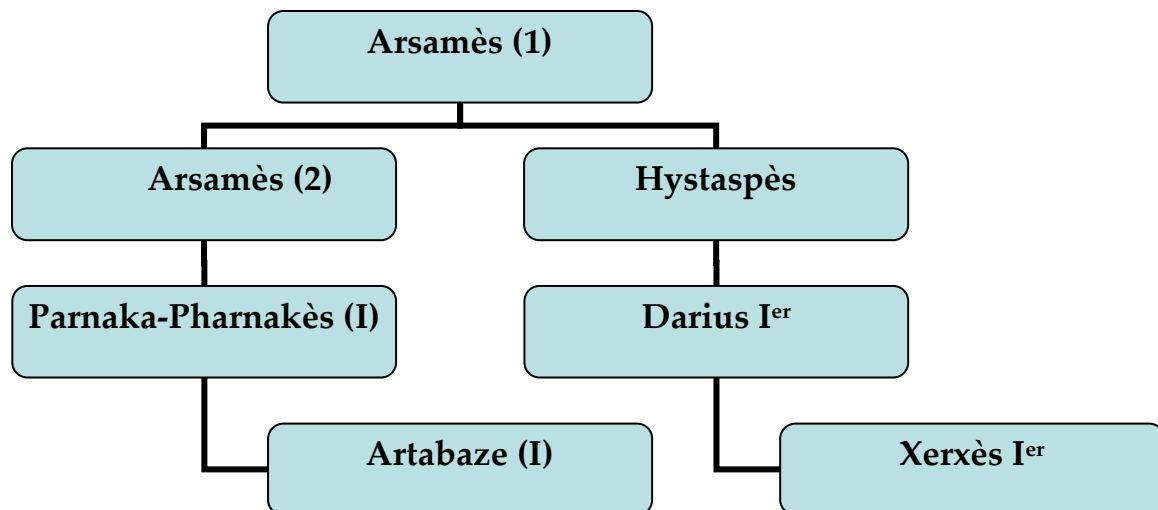 Arsamès (1)
Arsamès (2)
Hystaspès
Parnaka-Pharnakès (I)
Darius Iᵉʳ
Artabaze (I)
Xerxès Iᵉʳ